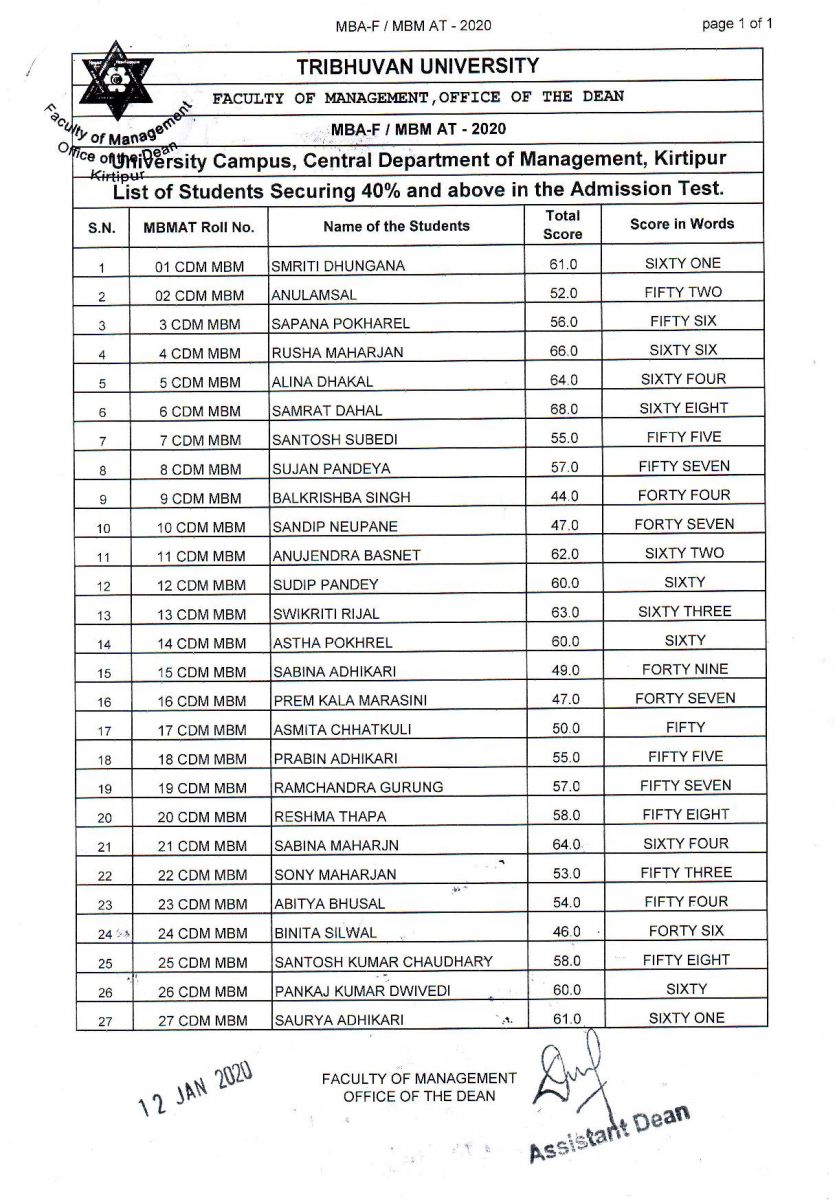 MBA-F / MBM AT - 2020
page 1 of 1
TRIBHUVAN UNIVERSITY
FACULTY OF MANAGEMENT,OFFICE OF THE DEAN
MBA-F / MBM AT - 2020
Faculty of Management
Office of the Dean
Kirtipur
University Campus, Central Department of Management, Kirtipur
List of Students Securing 40% and above in the Admission Test.
S.N. MBMAT Roll No. Name of the Students Total Score Score in Words
1 01 CDM MBM SMRITI DHUNGANA 61.0 SIXTY ONE
2 02 CDM MBM ANULAMSAL 52.0 FIFTY TWO
3 3 CDM MBM SAPANA POKHAREL 56.0 FIFTY SIX
4 4 CDM MBM RUSHA MAHARJAN 66.0 SIXTY SIX
5 5 CDM MBM ALINA DHAKAL 64.0 SIXTY FOUR
6 6 CDM MBM SAMRAT DAHAL 68.0 SIXTY EIGHT
7 7 CDM MBM SANTOSH SUBEDI 55.0 FIFTY FIVE
8 8 CDM MBM SUJAN PANDEYA 57.0 FIFTY SEVEN
9 9 CDM MBM BALKRISHBA SINGH 44.0 FORTY FOUR
10 10 CDM MBM SANDIP NEUPANE 47.0 FORTY SEVEN
11 11 CDM MBM ANUJENDRA BASNET 62.0 SIXTY TWO
12 12 CDM MBM SUDIP PANDEY 60.0 SIXTY
13 13 CDM MBM SWIKRITI RIJAL 63.0 SIXTY THREE
14 14 CDM MBM ASTHA POKHREL 60.0 SIXTY
15 15 CDM MBM SABINA ADHIKARI 49.0 FORTY NINE
16 16 CDM MBM PREM KALA MARASINI 47.0 FORTY SEVEN
17 17 CDM MBM ASMITA CHHATKULI 50.0 FIFTY
18 18 CDM MBM PRABIN ADHIKARI 55.0 FIFTY FIVE
19 19 CDM MBM RAMCHANDRA GURUNG 57.0 FIFTY SEVEN
20 20 CDM MBM RESHMA THAPA 58.0 FIFTY EIGHT
21 21 CDM MBM SABINA MAHARJN 64.0 SIXTY FOUR
22 22 CDM MBM SONY MAHARJAN 53.0 FIFTY THREE
23 23 CDM MBM ABITYA BHUSAL 54.0 FIFTY FOUR
24 24 CDM MBM BINITA SILWAL 46.0 FORTY SIX
25 25 CDM MBM SANTOSH KUMAR CHAUDHARY 58.0 FIFTY EIGHT
26 26 CDM MBM PANKAJ KUMAR DWIVEDI 60.0 SIXTY
27 27 CDM MBM SAURYA ADHIKARI 61.0 SIXTY ONE
12 JAN 2020
FACULTY OF MANAGEMENT
OFFICE OF THE DEAN
Assistant Dean